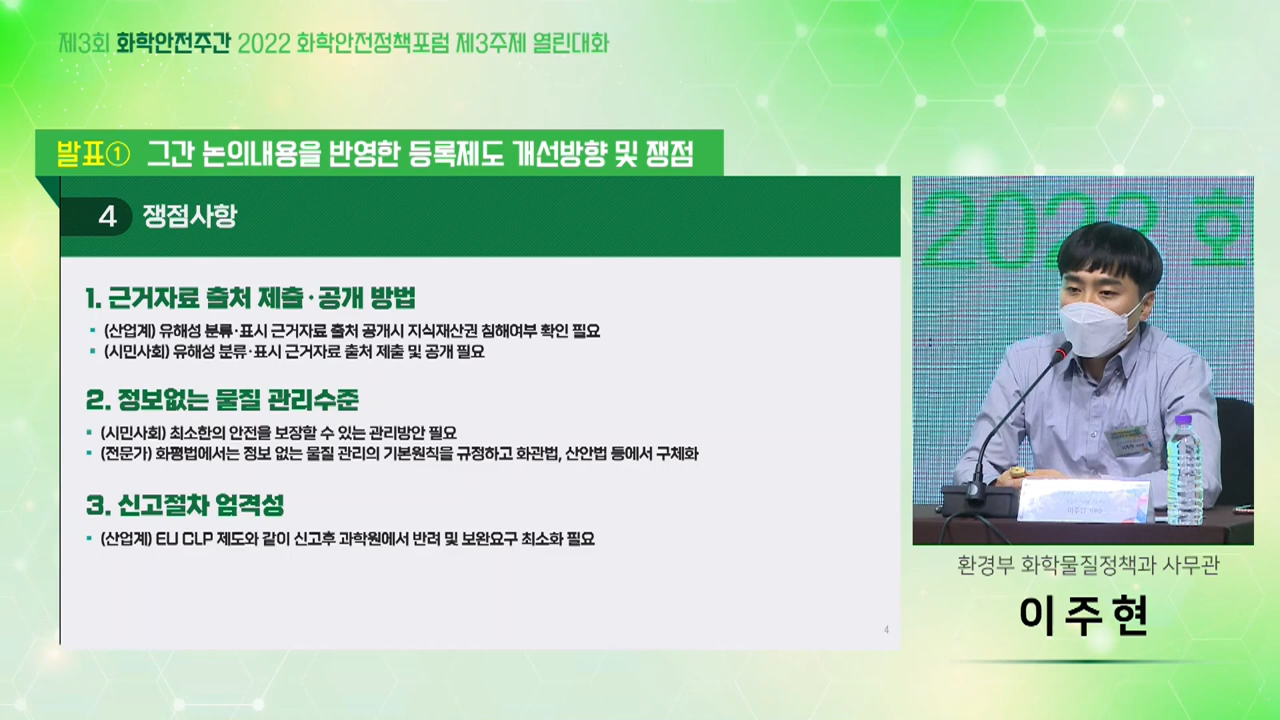 제3회 화학안전주간 2022 화학안전정책포럼 제3주제 열린대화
발표① 그간 논의내용을 반영한 등록제도 개선방향 및 쟁점
4 쟁점사항
1. 근거자료 출처 제출·공개 방법
▪ (산업계) 유해성 분류·표시 근거자료 출처 공개시 지식재산권 침해여부 확인 필요
▪ (시민사회) 유해성 분류·표시 근거자료 출처 제출 및 공개 필요
2. 정보없는 물질 관리수준
▪ (시민사회) 최소한의 안전을 보장할 수 있는 관리방안 필요
▪ (전문가) 화평법에서는 정보 없는 물질 관리의 기본원칙을 규정하고 화관법, 산안법 등에서 구체화
3. 신고절차 엄격성
▪ (산업계) EU CLP 제도와 같이 신고후 과학원에서 반려 및 보완요구 최소화 필요
4
2022 화
환경부 화학물질정책과 사무관
이주현